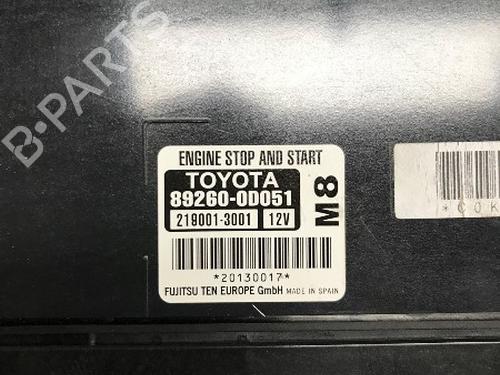 B-PARTS
ENGINE STOP AND START
TOYOTA
89260-0D051
219001-3001 12V
M8
*20130017*
FUJITSU TEN EUROPE GmbH MADE IN SPAIN
*COK